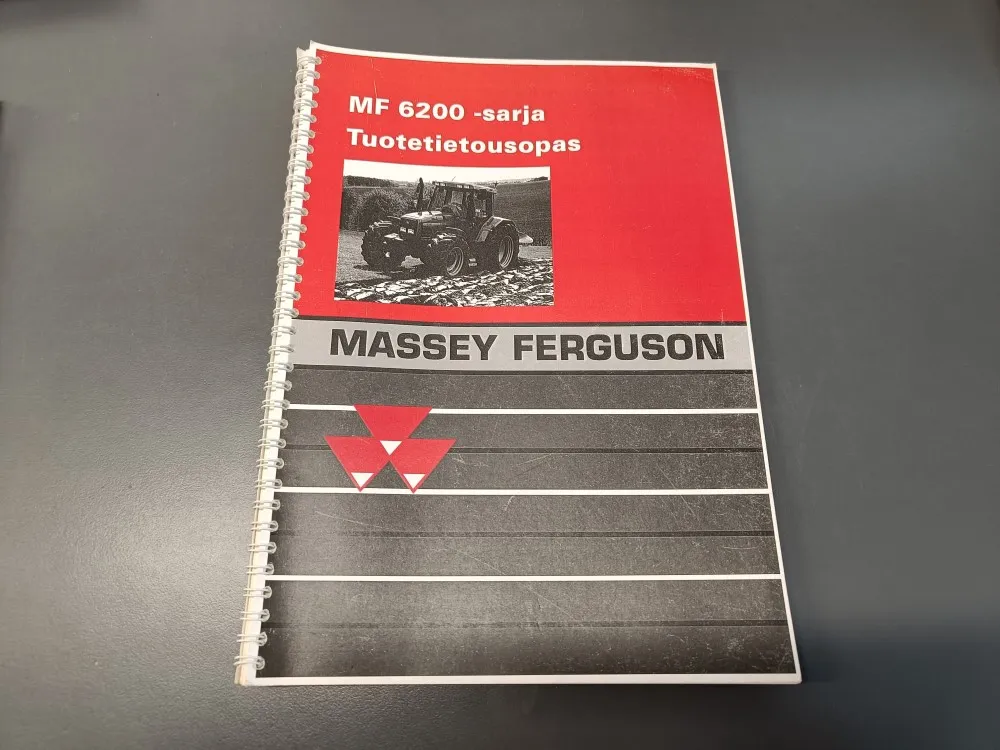 MF 6200 -sarja
Tuotetietousopas
MASSEY FERGUSON